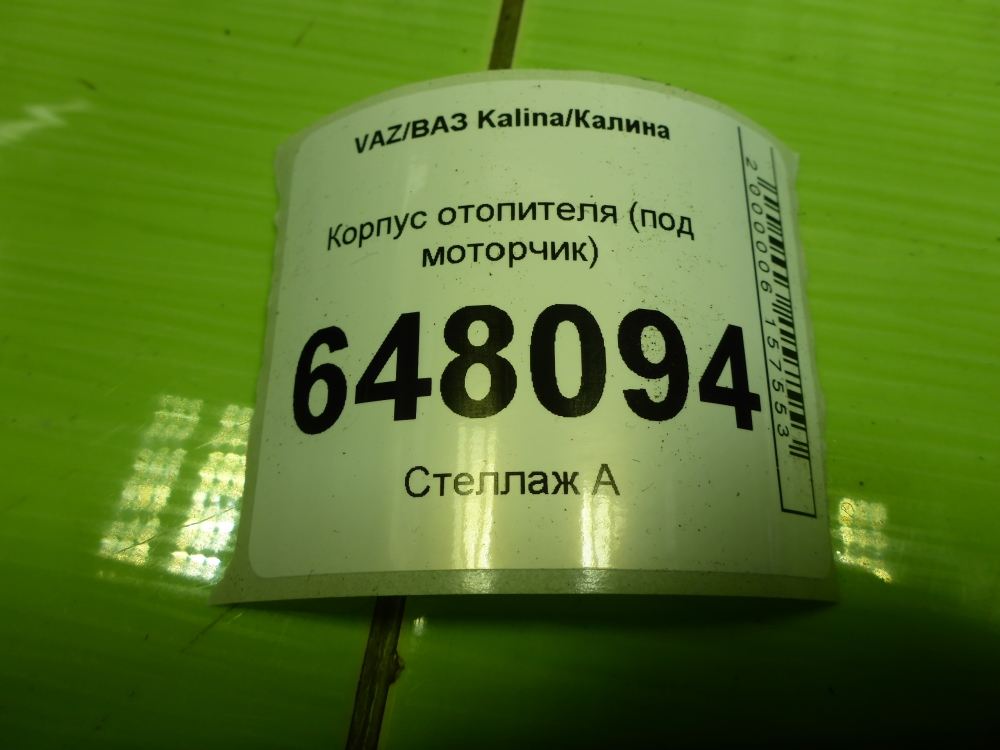 VAZ/ВАЗ Kalina/Калина
Корпус отопителя (под
моторчик)
648094
Стеллаж А
2000006157553